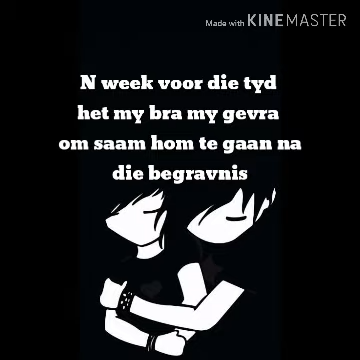 Made with KINEMASTER
N week voor die tyd
het my bra my gevra
om saam hom te gaan na
die begravnis